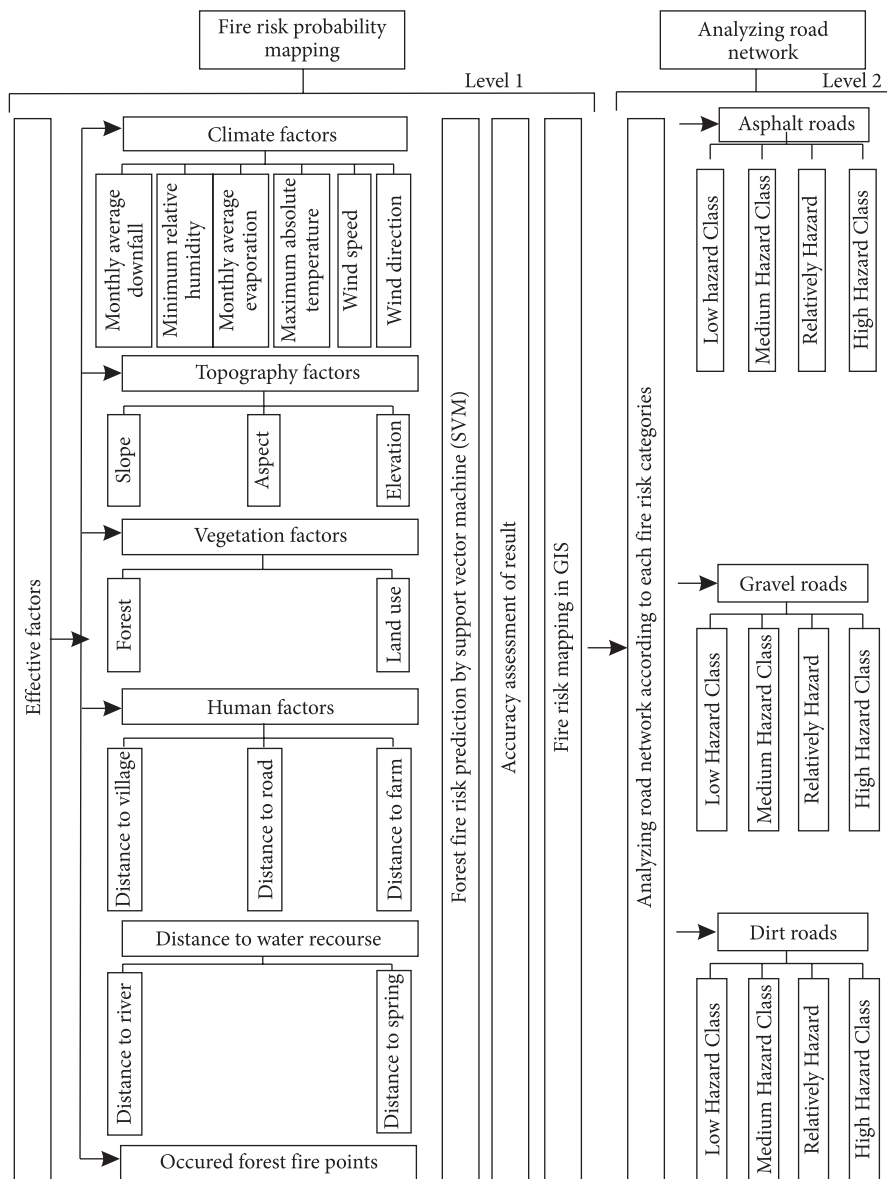 Fire risk probability
mapping
Level 1
Effective factors
Climate factors
Monthly average
downfall
Minimum relative
humidity
Monthly average
evaporation
Maximum absolute
temperature
Wind speed
Wind direction
Topography factors
Slope
Aspect
Elevation
Vegetation factors
Forest
Land use
Human factors
Distance to village
Distance to road
Distance to farm
Distance to water recourse
Distance to river
Distance to spring
Occured forest fire points
Forest fire risk prediction by support vector machine (SVM)
Accuracy assessment of result
Fire risk mapping in GIS
Analyzing road
network
Level 2
Analyzing road network according to each fire risk categories
Asphalt roads
Low hazard Class
Medium Hazard Class
Relatively Hazard
High Hazard Class
Gravel roads
Low Hazard Class
Medium Hazard Class
Relatively Hazard
High Hazard Class
Dirt roads
Low Hazard Class
Medium Hazard Class
Relatively Hazard
High Hazard Class